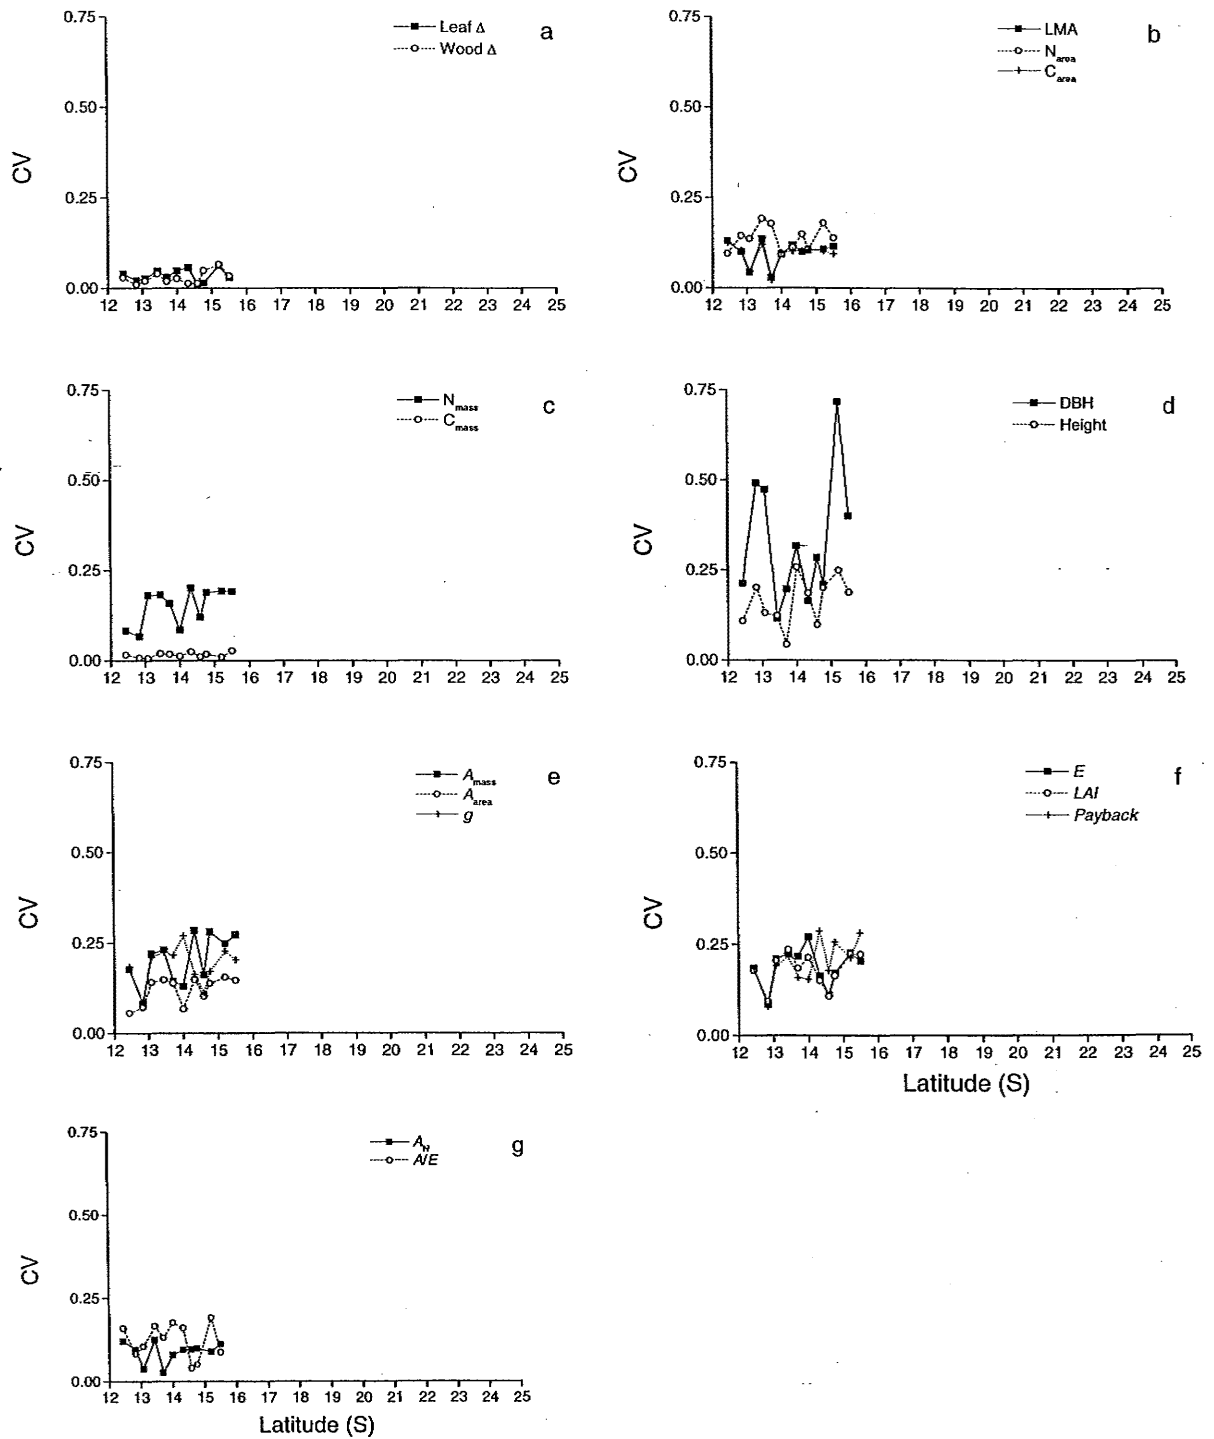 0.75
0.50
0.25
0.00
CV
Leaf Δ
Wood Δ
a
12 13 14 15 16 17 18 19 20 21 22 23 24 25
0.75
0.50
0.25
0.00
CV
LMA
N area
C area
b
12 13 14 15 16 17 18 19 20 21 22 23 24 25
0.75
0.50
0.25
0.00
CV
N mass
C mass
c
12 13 14 15 16 17 18 19 20 21 22 23 24 25
0.75
0.50
0.25
0.00
CV
DBH
Height
d
12 13 14 15 16 17 18 19 20 21 22 23 24 25
0.75
0.50
0.25
0.00
CV
A mass
A area
g
e
12 13 14 15 16 17 18 19 20 21 22 23 24 25
0.75
0.50
0.25
0.00
CV
E
LAI
Payback
f
12 13 14 15 16 17 18 19 20 21 22 23 24 25
Latitude (S)
0.75
0.50
0.25
0.00
CV
A N
A/E
g
12 13 14 15 16 17 18 19 20 21 22 23 24 25
Latitude (S)